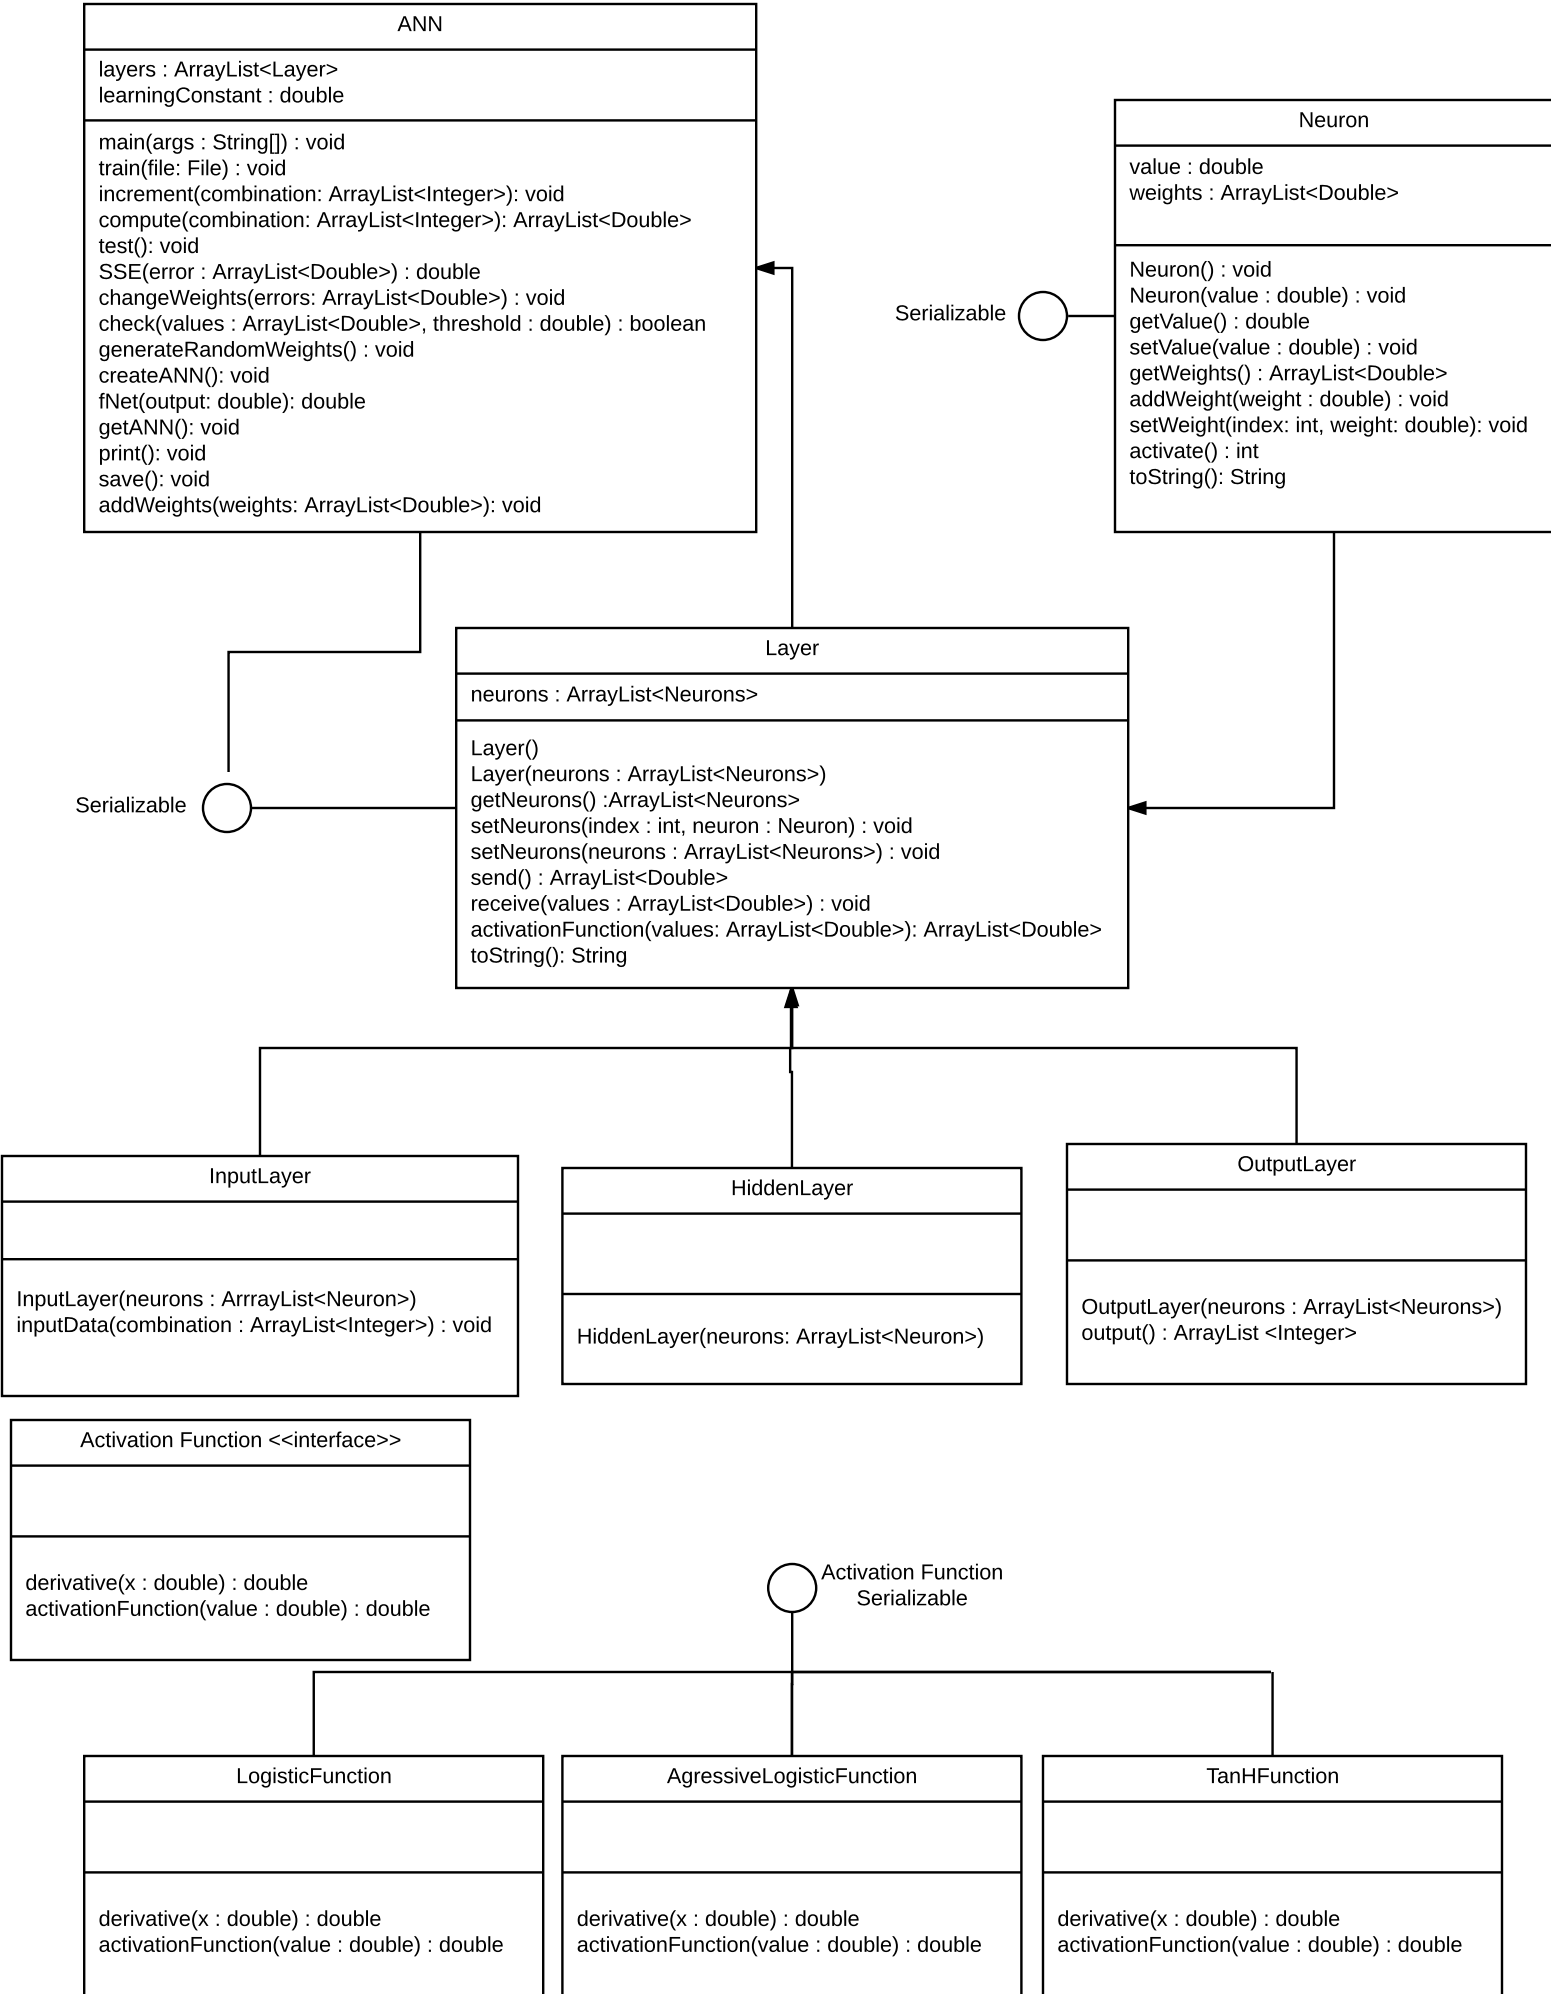 ANN
layers : ArrayList<Layer>
learningConstant : double
main(args : String[]) : void
train(file: File) : void
increment(combination: ArrayList<Integer>): void
compute(combination: ArrayList<Integer>): ArrayList<Double>
test(): void
SSE(error : ArrayList<Double>) : double
changeWeights(errors: ArrayList<Double>) : void
check(values : ArrayList<Double>, threshold : double) : boolean
generateRandomWeights() : void
createANN(): void
fNet(output: double): double
getANN(): void
print(): void
save(): void
addWeights(weights: ArrayList<Double>): void
Neuron
value : double
weights : ArrayList<Double>
Neuron() : void
Neuron(value : double) : void
getValue() : double
setValue(value : double) : void
getWeights() : ArrayList<Double>
addWeight(weight : double) : void
setWeight(index: int, weight: double): void
activate() : int
toString(): String
Serializable
Layer
neurons : ArrayList<Neurons>
Layer()
Layer(neurons : ArrayList<Neurons>)
getNeurons() :ArrayList<Neurons>
setNeurons(index : int, neuron : Neuron) : void
setNeurons(neurons : ArrayList<Neurons>) : void
send() : ArrayList<Double>
receive(values : ArrayList<Double>) : void
activationFunction(values: ArrayList<Double>): ArrayList<Double>
toString(): String
Serializable
InputLayer
InputLayer(neurons : ArrrayList<Neuron>)
inputData(combination : ArrayList<Integer>) : void
HiddenLayer
HiddenLayer(neurons: ArrayList<Neuron>)
OutputLayer
OutputLayer(neurons : ArrayList<Neurons>)
output() : ArrayList <Integer>
Activation Function <<interface>>
derivative(x : double) : double
activationFunction(value : double) : double
Activation Function
Serializable
LogisticFunction
derivative(x : double) : double
activationFunction(value : double) : double
AgressiveLogisticFunction
derivative(x : double) : double
activationFunction(value : double) : double
TanHFunction
derivative(x : double) : double
activationFunction(value : double) : double